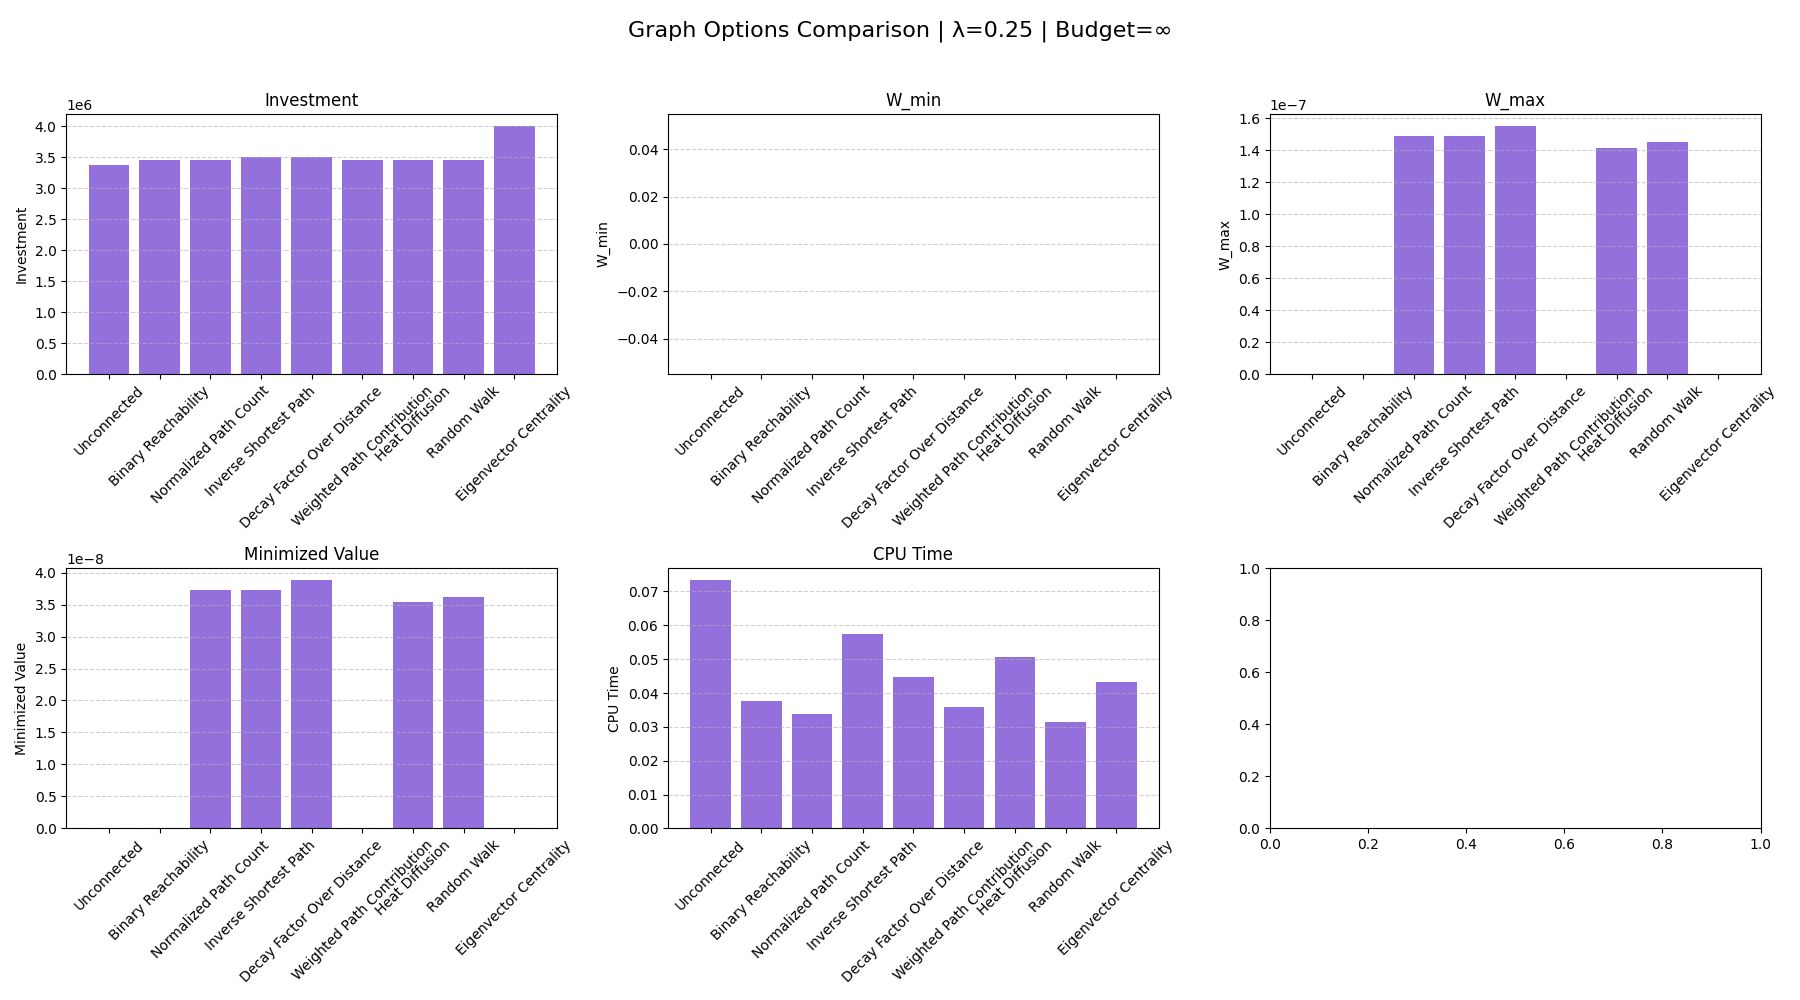 Graph Options Comparison | λ=0.25 | Budget=∞
Investment
1e6
Investment
4.0
3.5
3.0
2.5
2.0
1.5
1.0
0.5
0.0
Unconnected
Binary Reachability
Normalized Path Count
Inverse Shortest Path
Decay Factor Over Distance
Weighted Path Contribution
Heat Diffusion
Random Walk
Eigenvector Centrality
W_min
W_min
0.04
0.02
0.00
−0.02
−0.04
Unconnected
Binary Reachability
Normalized Path Count
Inverse Shortest Path
Decay Factor Over Distance
Weighted Path Contribution
Heat Diffusion
Random Walk
Eigenvector Centrality
W_max
1e−7
W_max
1.6
1.4
1.2
1.0
0.8
0.6
0.4
0.2
0.0
Unconnected
Binary Reachability
Normalized Path Count
Inverse Shortest Path
Decay Factor Over Distance
Weighted Path Contribution
Heat Diffusion
Random Walk
Eigenvector Centrality
Minimized Value
1e−8
Minimized Value
4.0
3.5
3.0
2.5
2.0
1.5
1.0
0.5
0.0
Unconnected
Binary Reachability
Normalized Path Count
Inverse Shortest Path
Decay Factor Over Distance
Weighted Path Contribution
Heat Diffusion
Random Walk
Eigenvector Centrality
CPU Time
CPU Time
0.07
0.06
0.05
0.04
0.03
0.02
0.01
0.00
Unconnected
Binary Reachability
Normalized Path Count
Inverse Shortest Path
Decay Factor Over Distance
Weighted Path Contribution
Heat Diffusion
Random Walk
Eigenvector Centrality
1.0
0.8
0.6
0.4
0.2
0.0
0.0 0.2 0.4 0.6 0.8 1.0